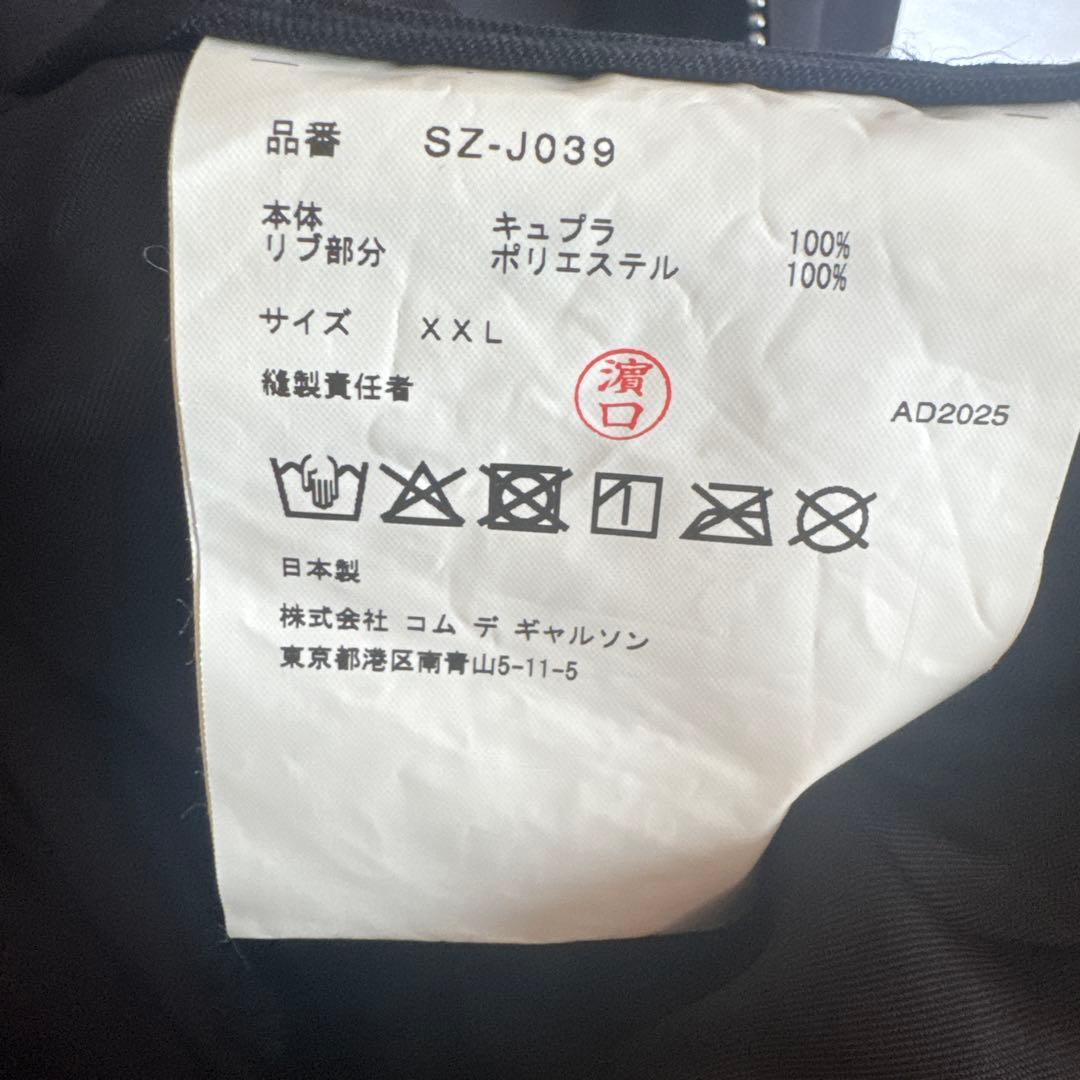 品番 SZ-J039
本体 キュプラ 100%
リブ部分 ポリエステル 100%
サイズ XXL
縫製責任者 濵口
AD2025
日本製
株式会社 コム デ ギャルソン
東京都港区南青山5-11-5